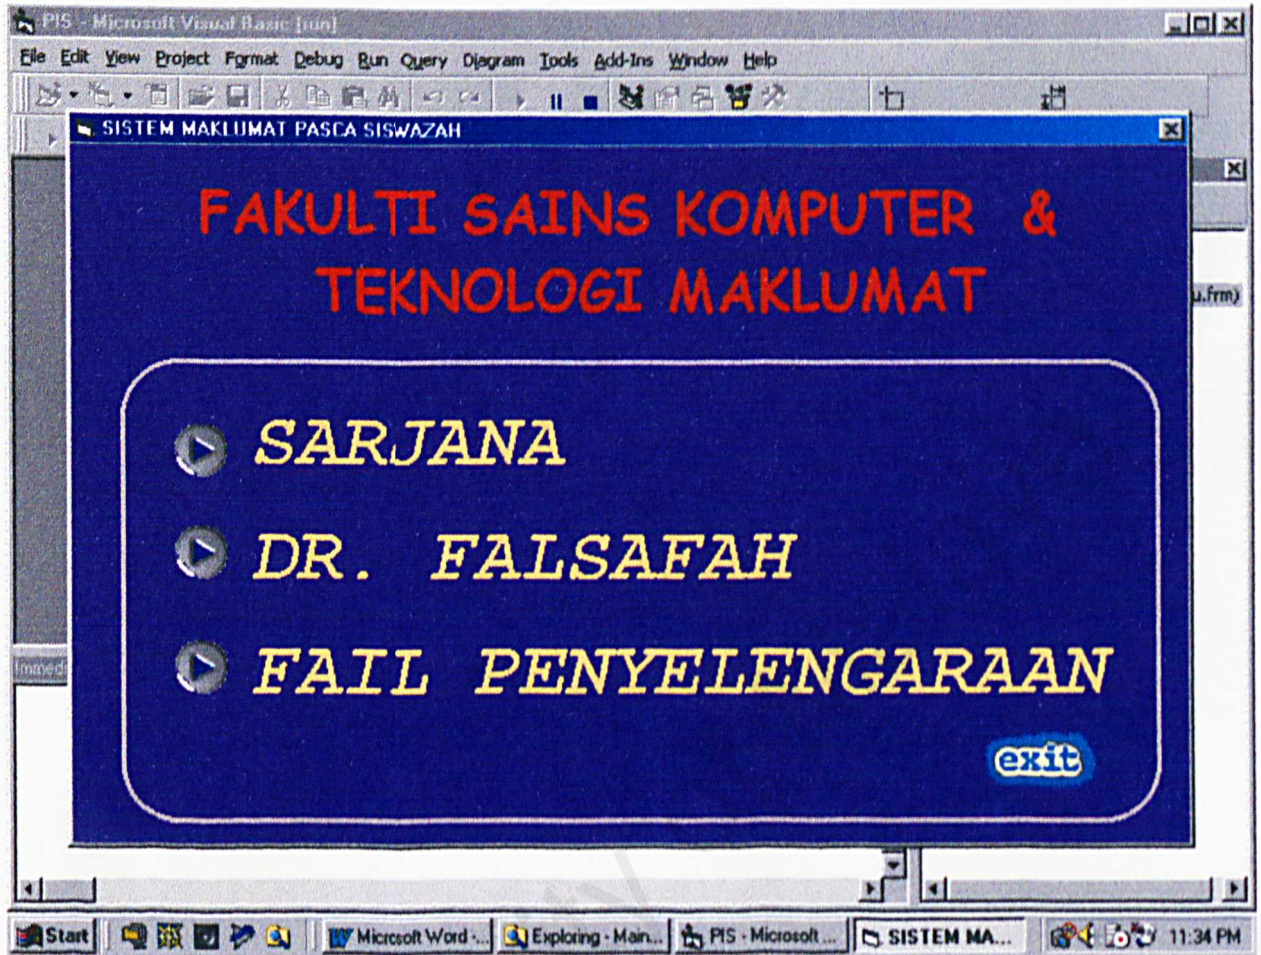 PIS - Microsoft Visual Basic [run]
File Edit View Project Format Debug Run Query Diagram Tools Add-Ins Window Help
SISTEM MAKLUMAT PASCA SISWAZAH
FAKULTI SAINS KOMPUTER &
TEKNOLOGI MAKLUMAT
u.frm)
SARJANA
DR. FALSAFAH
FAIL PENYELENGARAAN
Immedi
exit
Start Microsoft Word -... Exploring - Main... PIS - Microsoft ... SISTEM MA... 11:34 PM